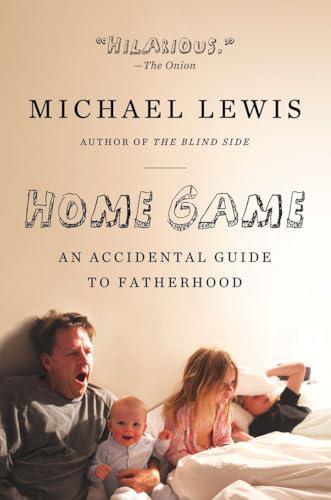 "HILARIOUS."
—The Onion
MICHAEL LEWIS
AUTHOR OF THE BLIND SIDE
HOME GAME
AN ACCIDENTAL GUIDE
TO FATHERHOOD